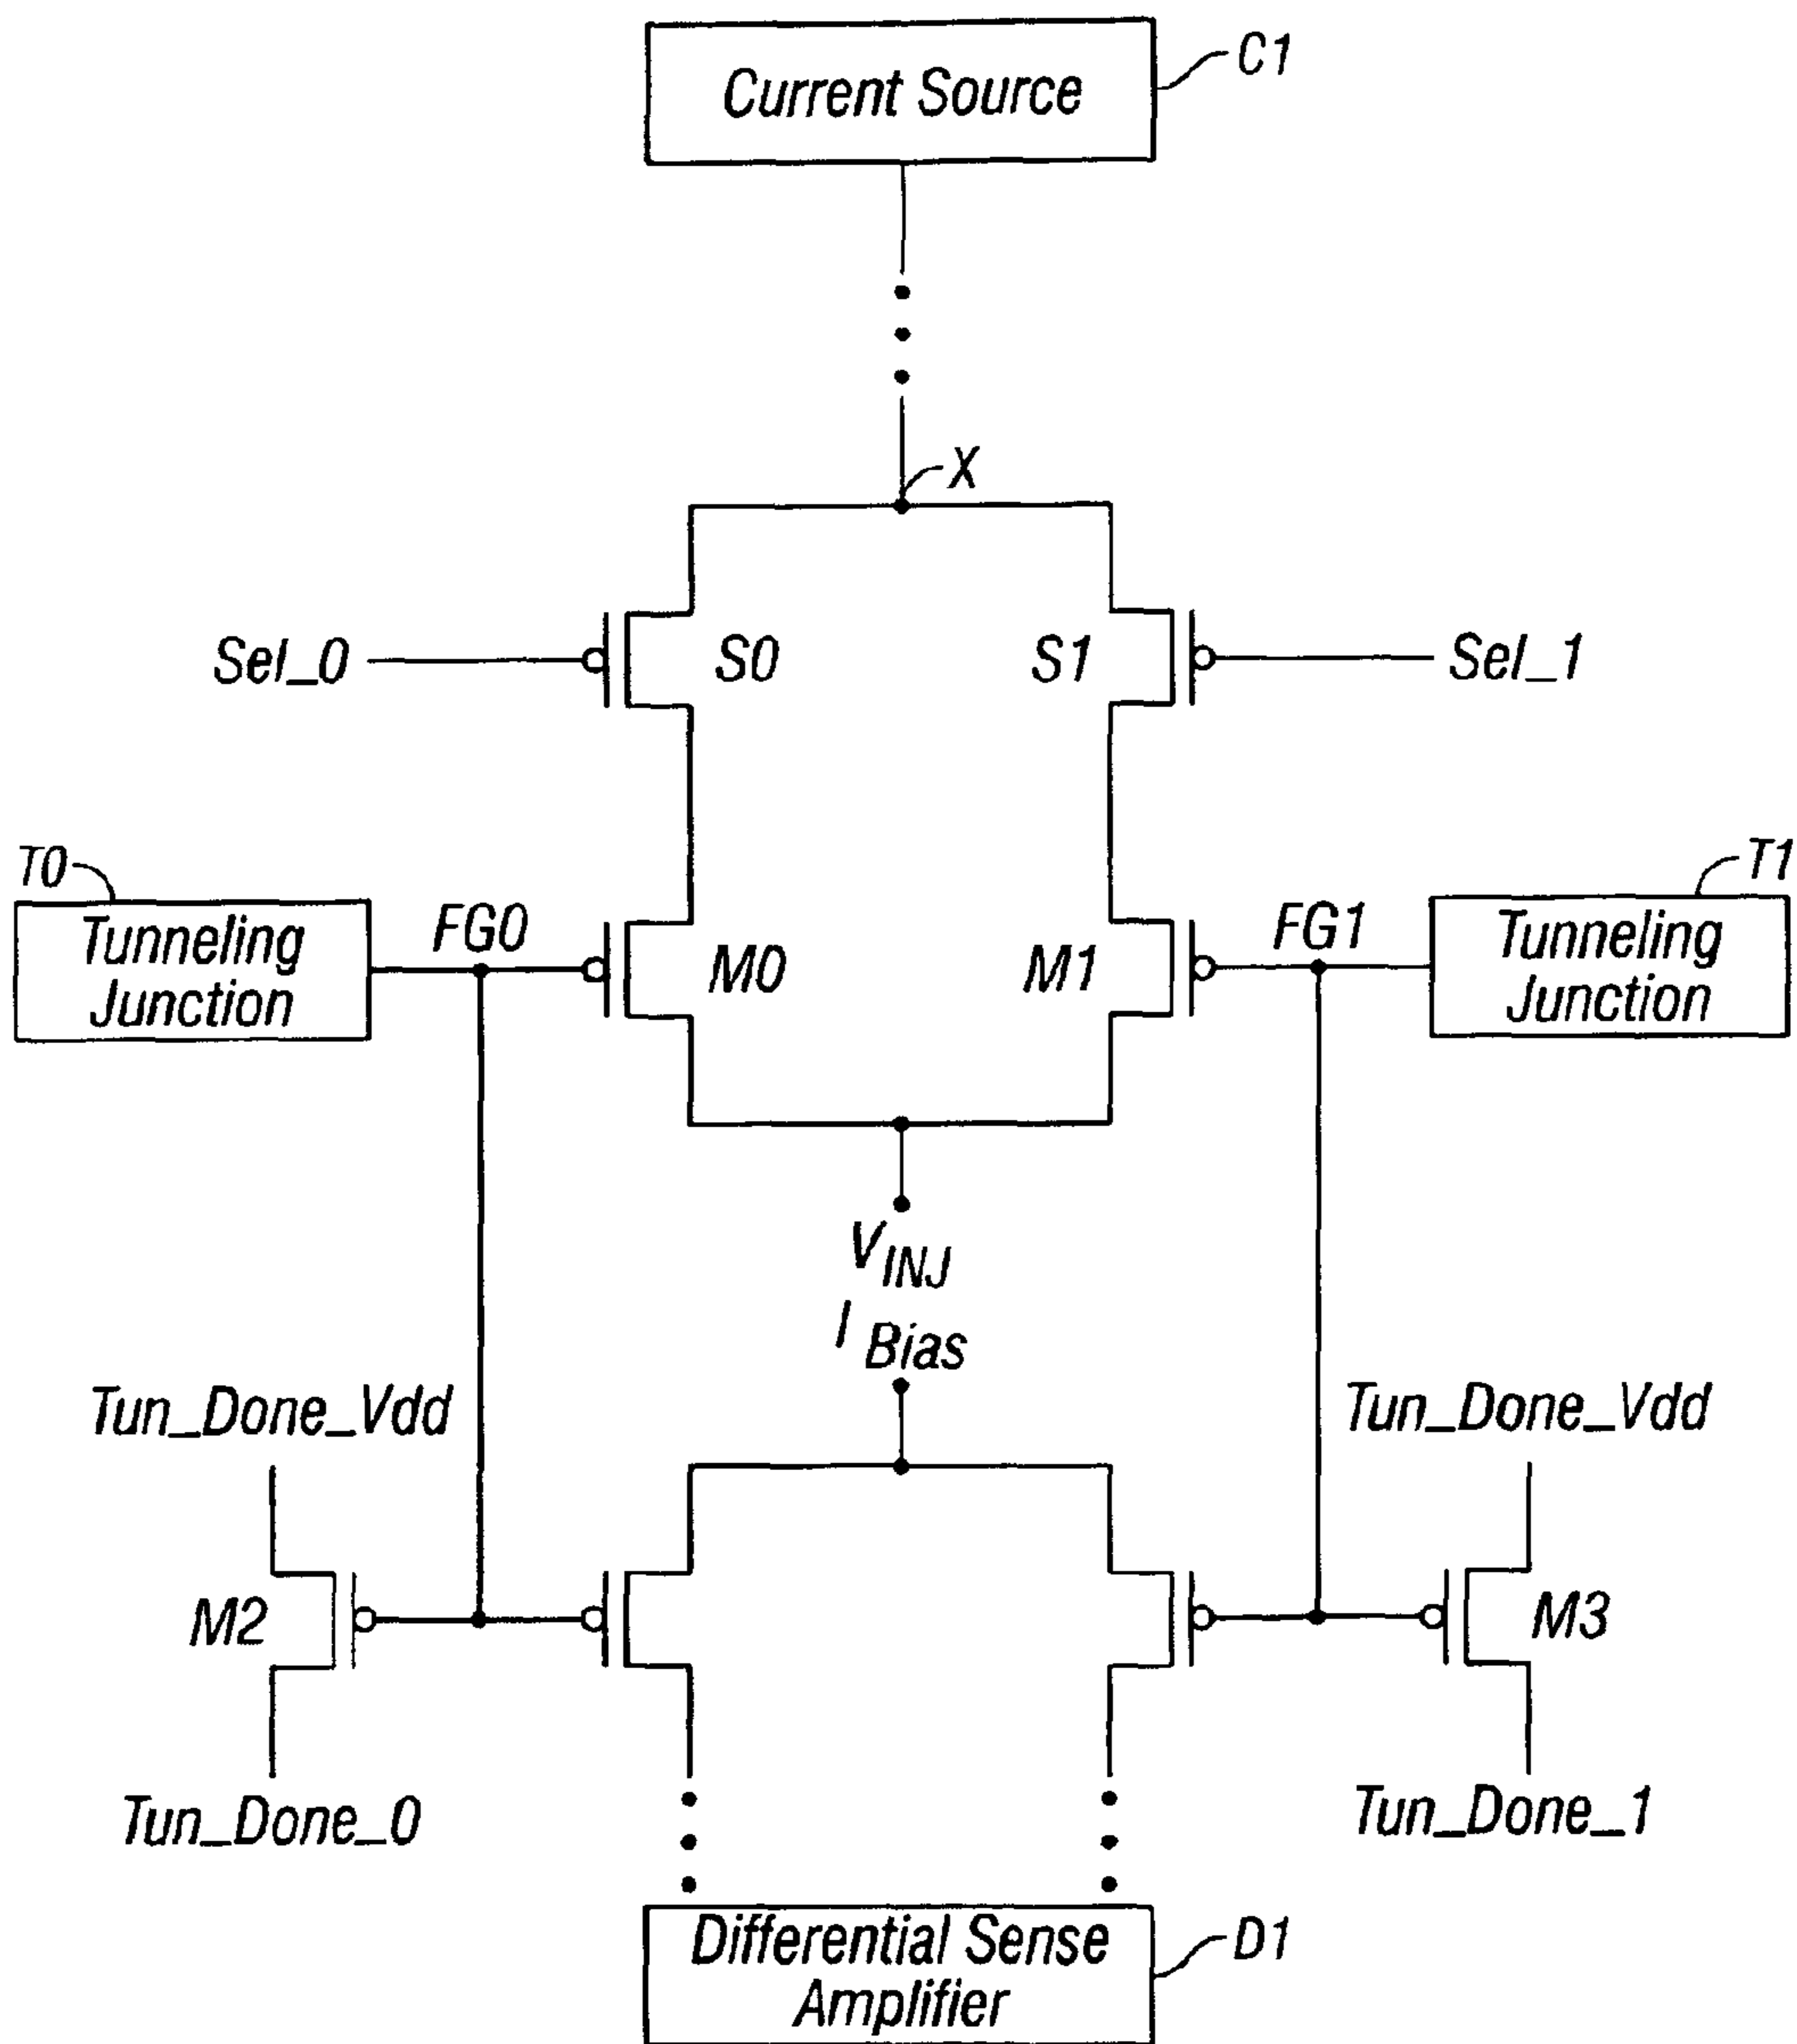 Current Source
C1
X
Sel_0
S0
S1
Sel_1
T0
T1
Tunneling
Junction
FG0
M0
M1
FG1
Tunneling
Junction
VINJ
I Bias
Tun_Done_Vdd
Tun_Done_Vdd
M2
M3
Tun_Done_0
Tun_Done_1
Differential Sense
Amplifier
D1